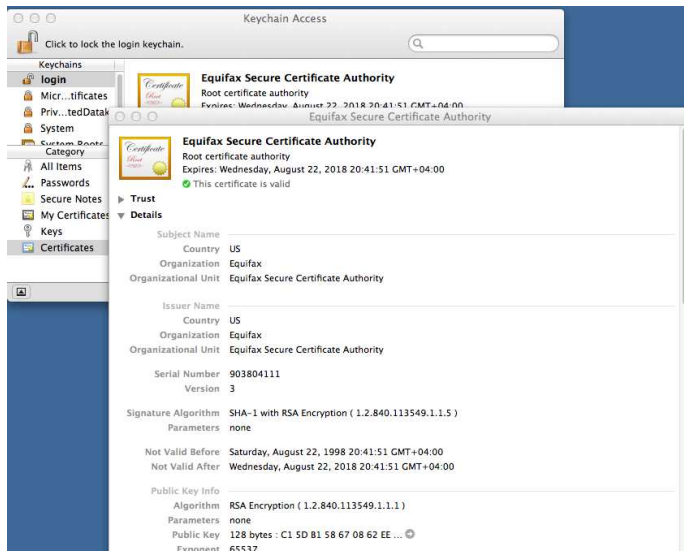 Keychain Access
Click to lock the login keychain.
Keychains
login
Micr...tificates
Priv...tedDatak
System
System Roots
Category
All Items
Passwords
Secure Notes
My Certificates
Keys
Certificates
Certificate
Root
Equifax Secure Certificate Authority
Root certificate authority
Expires: Wednesday, August 22, 2018 20:41:51 GMT+04:00
Equifax Secure Certificate Authority
Certificate
Root
Equifax Secure Certificate Authority
Root certificate authority
Expires: Wednesday, August 22, 2018 20:41:51 GMT+04:00
This certificate is valid
Trust
Details
Subject Name
Country US
Organization Equifax
Organizational Unit Equifax Secure Certificate Authority
Issuer Name
Country US
Organization Equifax
Organizational Unit Equifax Secure Certificate Authority
Serial Number 903804111
Version 3
Signature Algorithm SHA-1 with RSA Encryption ( 1.2.840.113549.1.1.5 )
Parameters none
Not Valid Before Saturday, August 22, 1998 20:41:51 GMT+04:00
Not Valid After Wednesday, August 22, 2018 20:41:51 GMT+04:00
Public Key Info
Algorithm RSA Encryption ( 1.2.840.113549.1.1.1 )
Parameters none
Public Key 128 bytes : C1 5D B1 58 67 08 62 EE ...
Exponent 65537